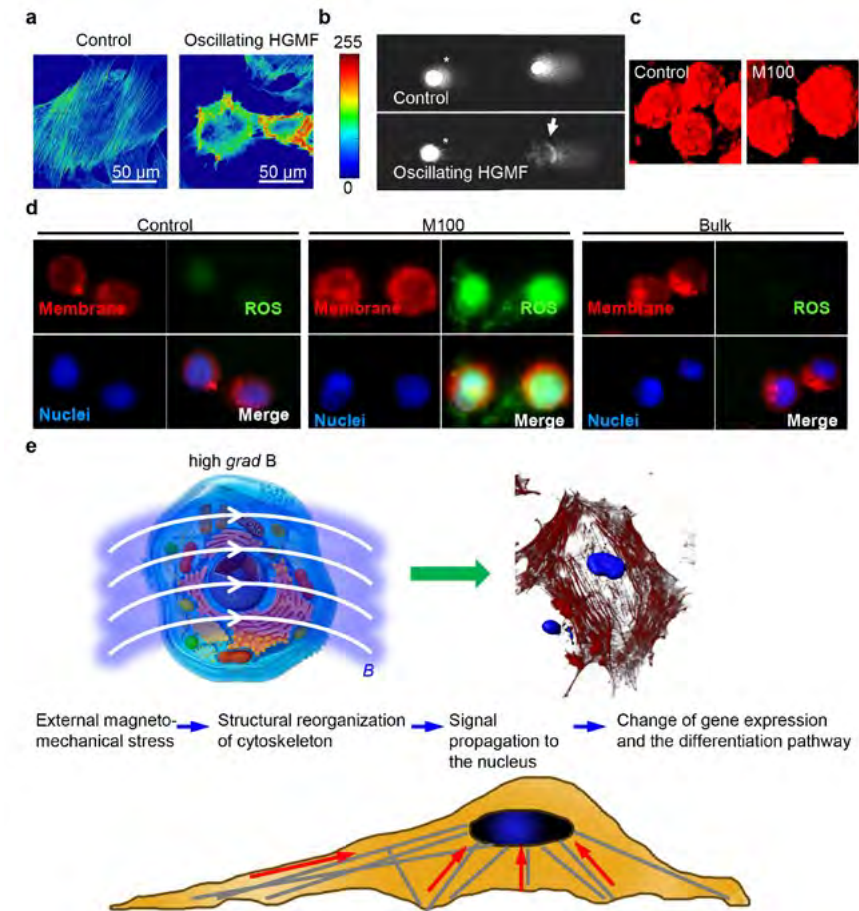 a
Control
Oscillating HGMF
50 µm
50 µm
255
0
b
*
Control
*
Oscillating HGMF
c
Control
M100
d
Control
M100
Bulk
Membrane
ROS
Membrane
ROS
Membrane
ROS
Nuclei
Merge
Nuclei
Merge
Nuclei
Merge
e
high grad B
B
External magneto-
mechanical stress
Structural reorganization
of cytoskeleton
Signal
propagation to
the nucleus
Change of gene expression
and the differentiation pathway